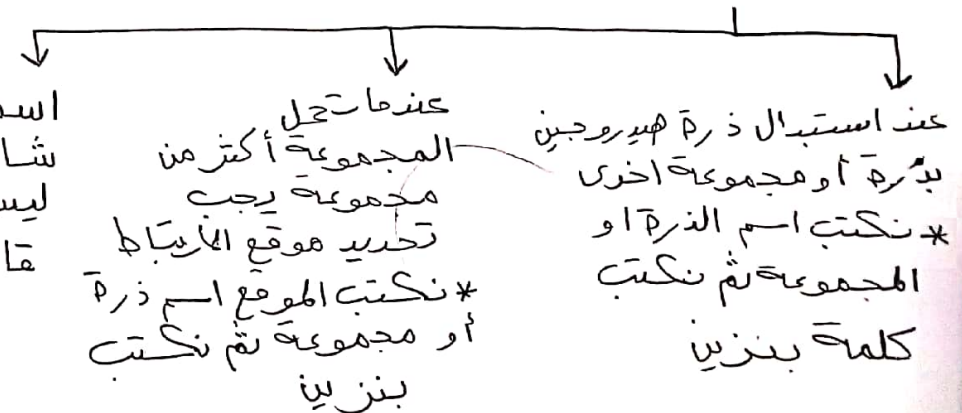 عند استبدال ذرة هيدروجين
بذرة أو مجموعة اخرى
* نكتب اسم الذرة او
المجموعة ثم نكتب
كلمة بنزين
عندما تحل
المجموعة أكثر من
مجموعة يجب
تحديد موقع الارتباط
* نكتب الموقع اسم ذرة
أو مجموعة ثم نكتب
بنزين